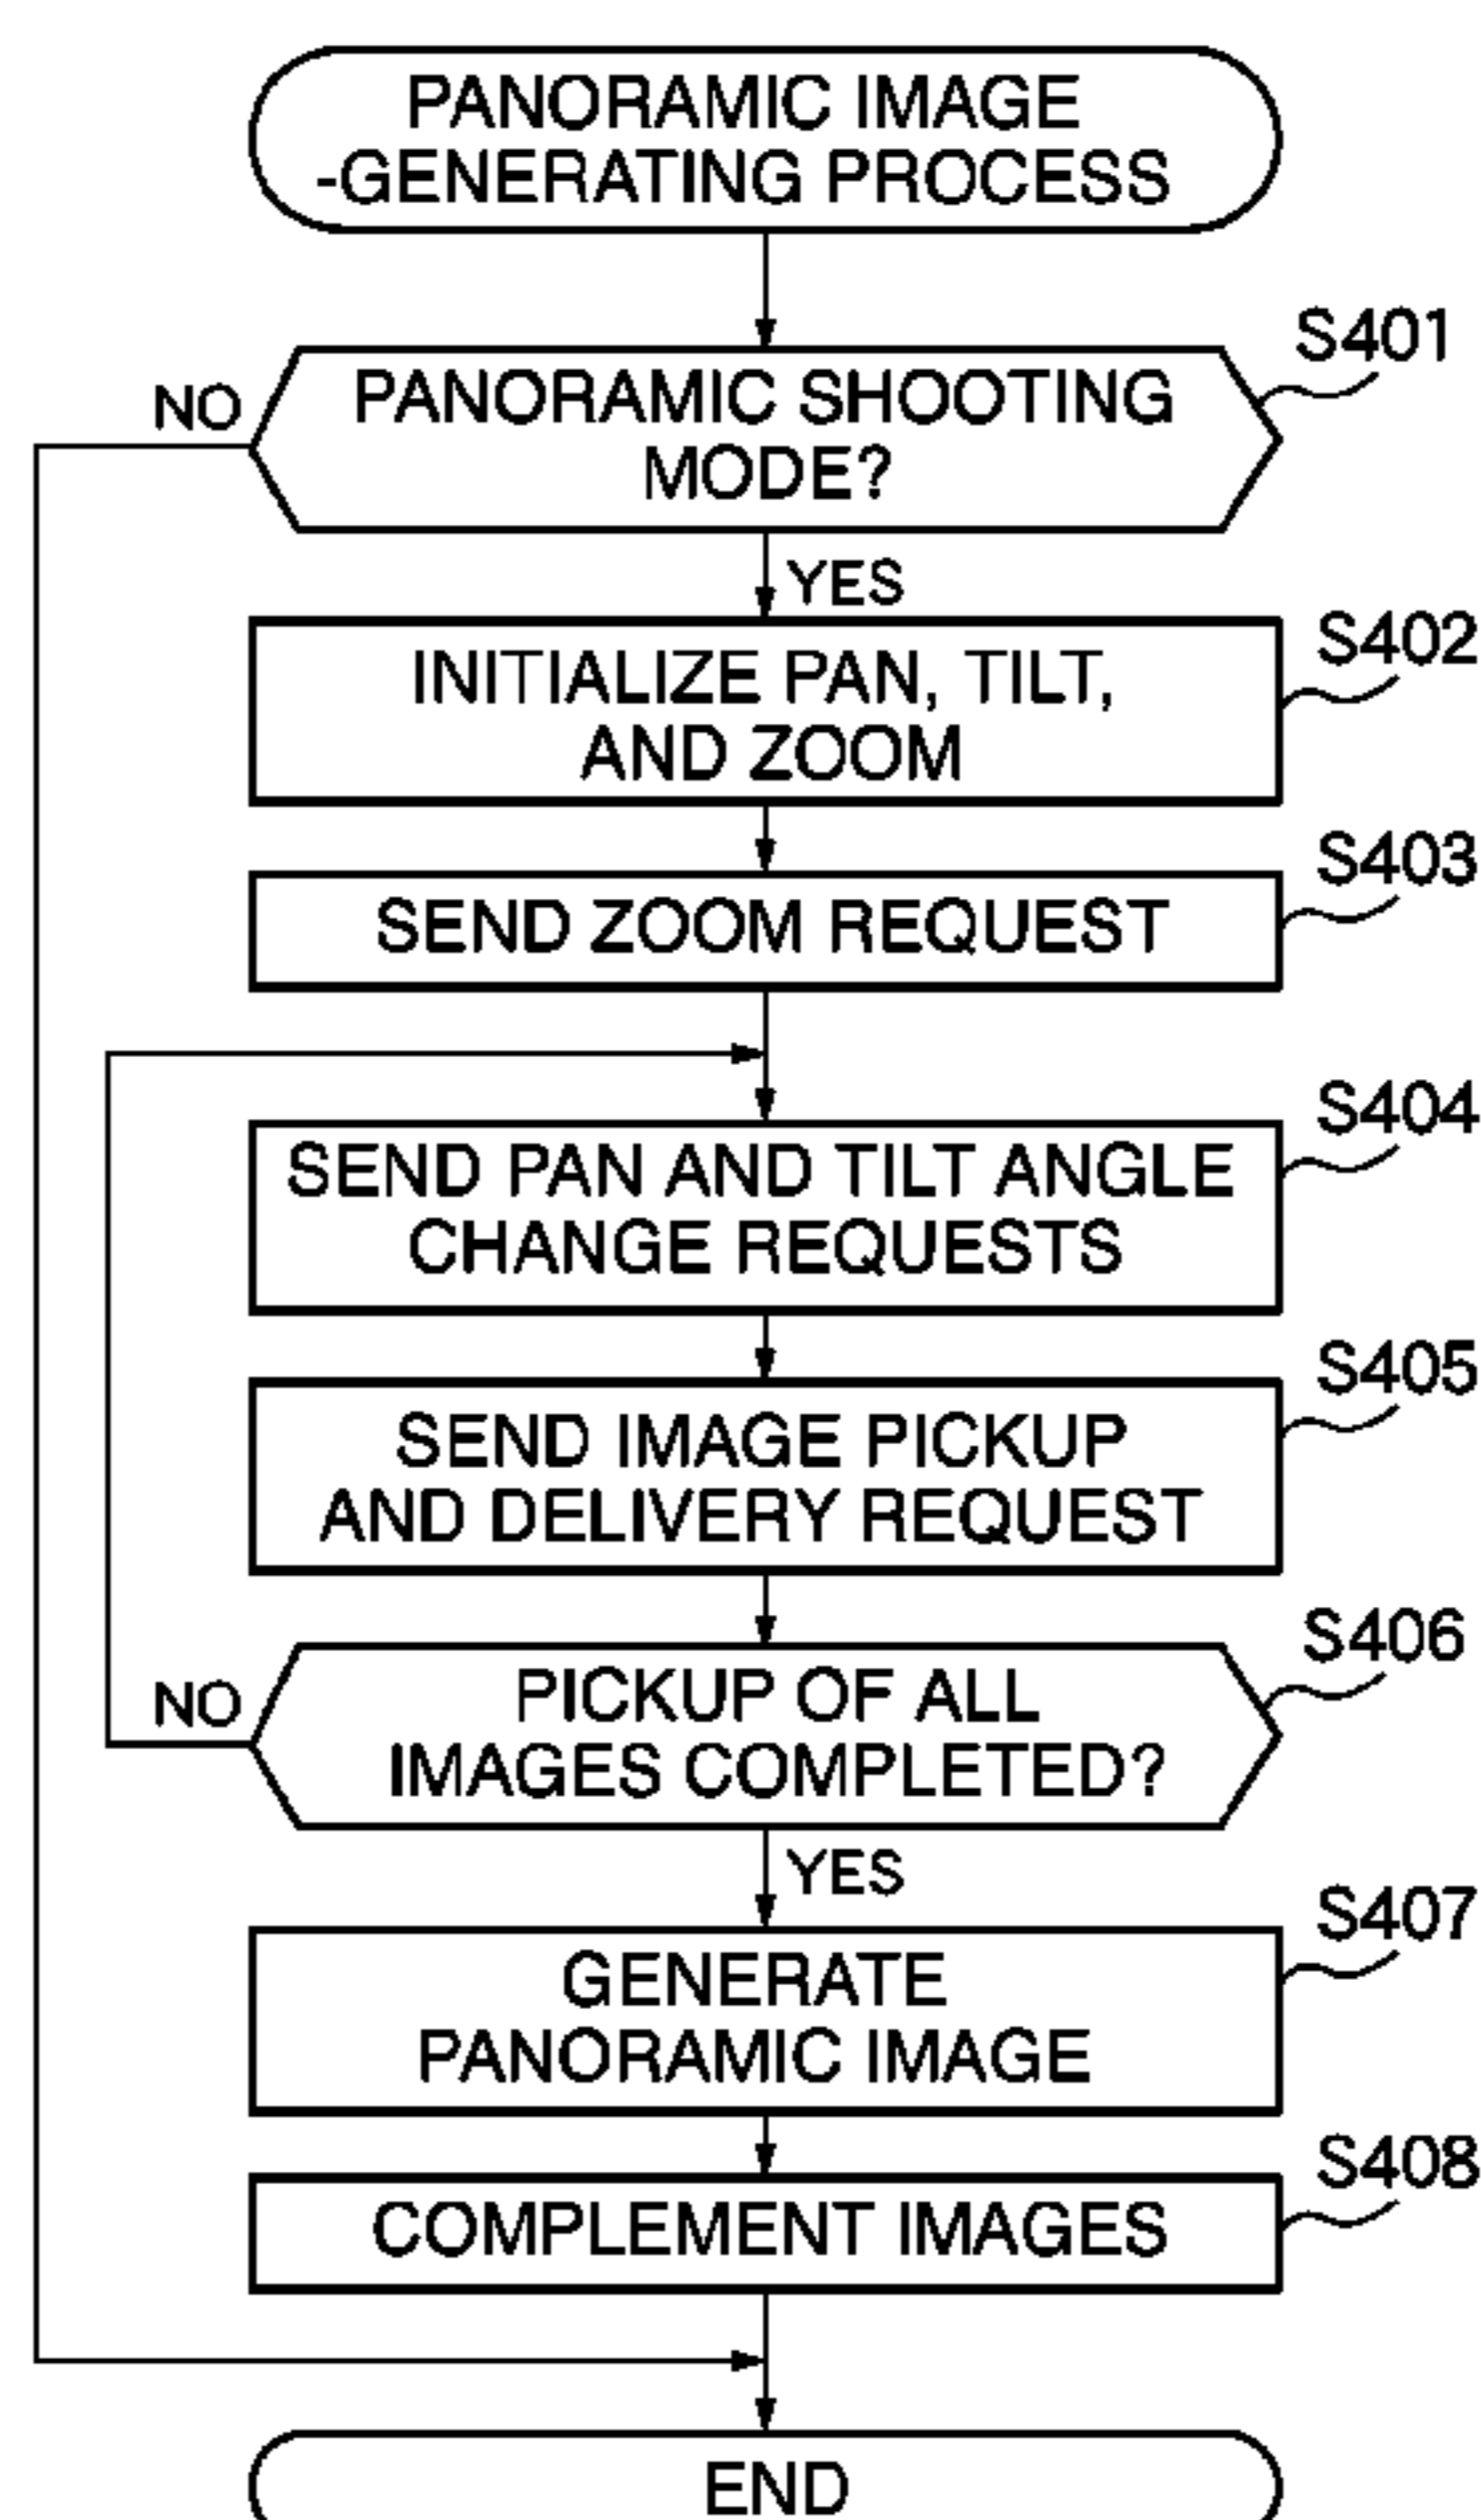 PANORAMIC IMAGE
-GENERATING PROCESS
S401
NO
PANORAMIC SHOOTING
MODE?
YES
S402
INITIALIZE PAN, TILT,
AND ZOOM
S403
SEND ZOOM REQUEST
S404
SEND PAN AND TILT ANGLE
CHANGE REQUESTS
S405
SEND IMAGE PICKUP
AND DELIVERY REQUEST
S406
NO
PICKUP OF ALL
IMAGES COMPLETED?
YES
S407
GENERATE
PANORAMIC IMAGE
S408
COMPLEMENT IMAGES
END